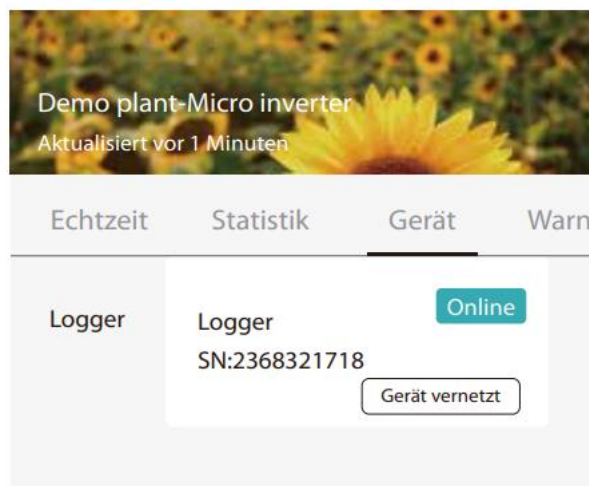 Demo plant-Micro inverter
Aktualisiert vor 1 Minuten
Echtzeit Statistik Gerät Warn
Logger
Logger
Online
SN:2368321718
Gerät vernetzt